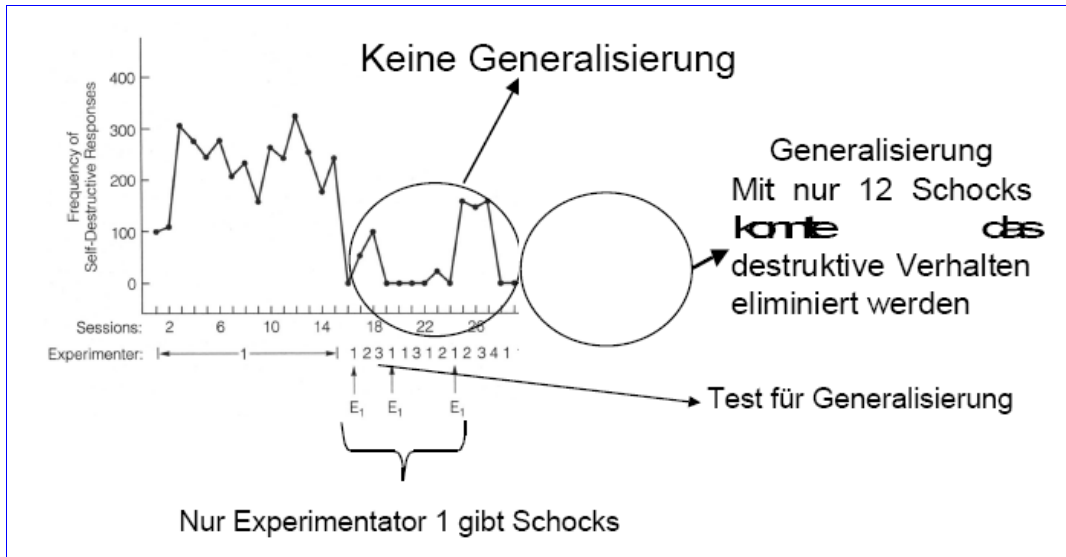 Keine Generalisierung
Frequency of
Self-Destructive Responses
400
300
200
100
0
Generalisierung
Mit nur 12 Schocks
konnte das
destruktive Verhalten
eliminiert werden
Sessions: 2 6 10 14 18 22 26
Experimenter: 1 1 2 3 1 1 3 1 2 1 2 3 4 1
E1 E1 E1
Test für Generalisierung
Nur Experimentator 1 gibt Schocks